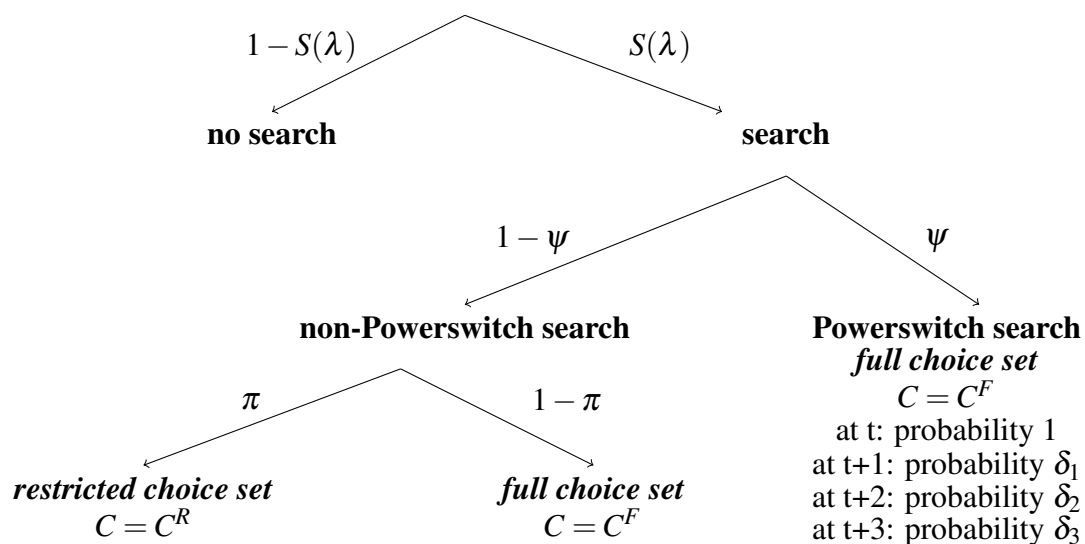 1 − S(λ)
S(λ)
no search
search
1 − ψ
ψ
non-Powerswitch search
Powerswitch search
full choice set
C = C^F
at t: probability 1
at t+1: probability δ₁
at t+2: probability δ₂
at t+3: probability δ₃
π
1 − π
restricted choice set
C = C^R
full choice set
C = C^F